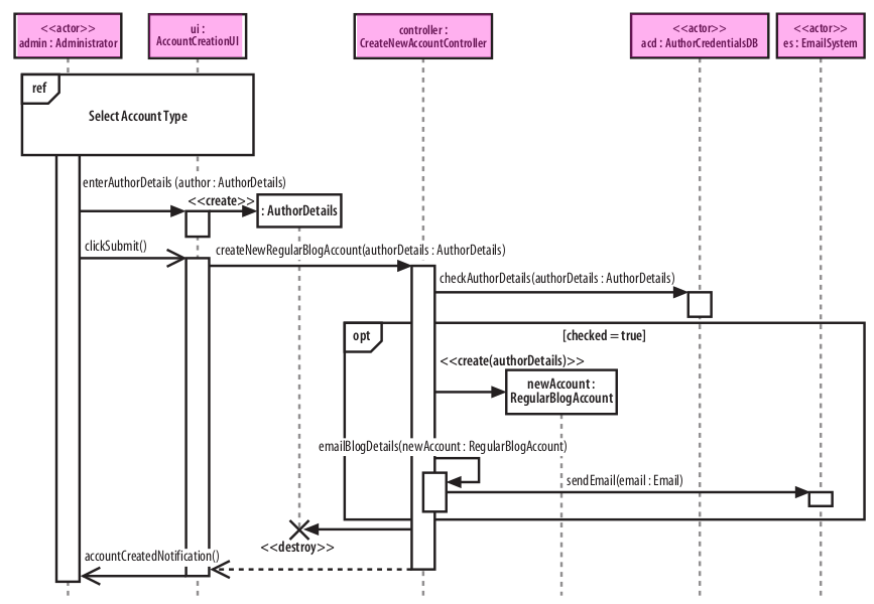 <<actor>>
admin : Administrator
ui :
AccountCreationUI
controller :
CreateNewAccountController
<<actor>>
acd : AuthorCredentialsDB
<<actor>>
es : EmailSystem
ref
Select Account Type
enterAuthorDetails (author : AuthorDetails)
<<create>>
: AuthorDetails
clickSubmit()
createNewRegularBlogAccount(authorDetails : AuthorDetails)
checkAuthorDetails(authorDetails : AuthorDetails)
opt
[checked = true]
<<create(authorDetails)>>
newAccount :
RegularBlogAccount
emailBlogDetails(newAccount : RegularBlogAccount)
sendEmail(email : Email)
<<destroy>>
accountCreatedNotification()